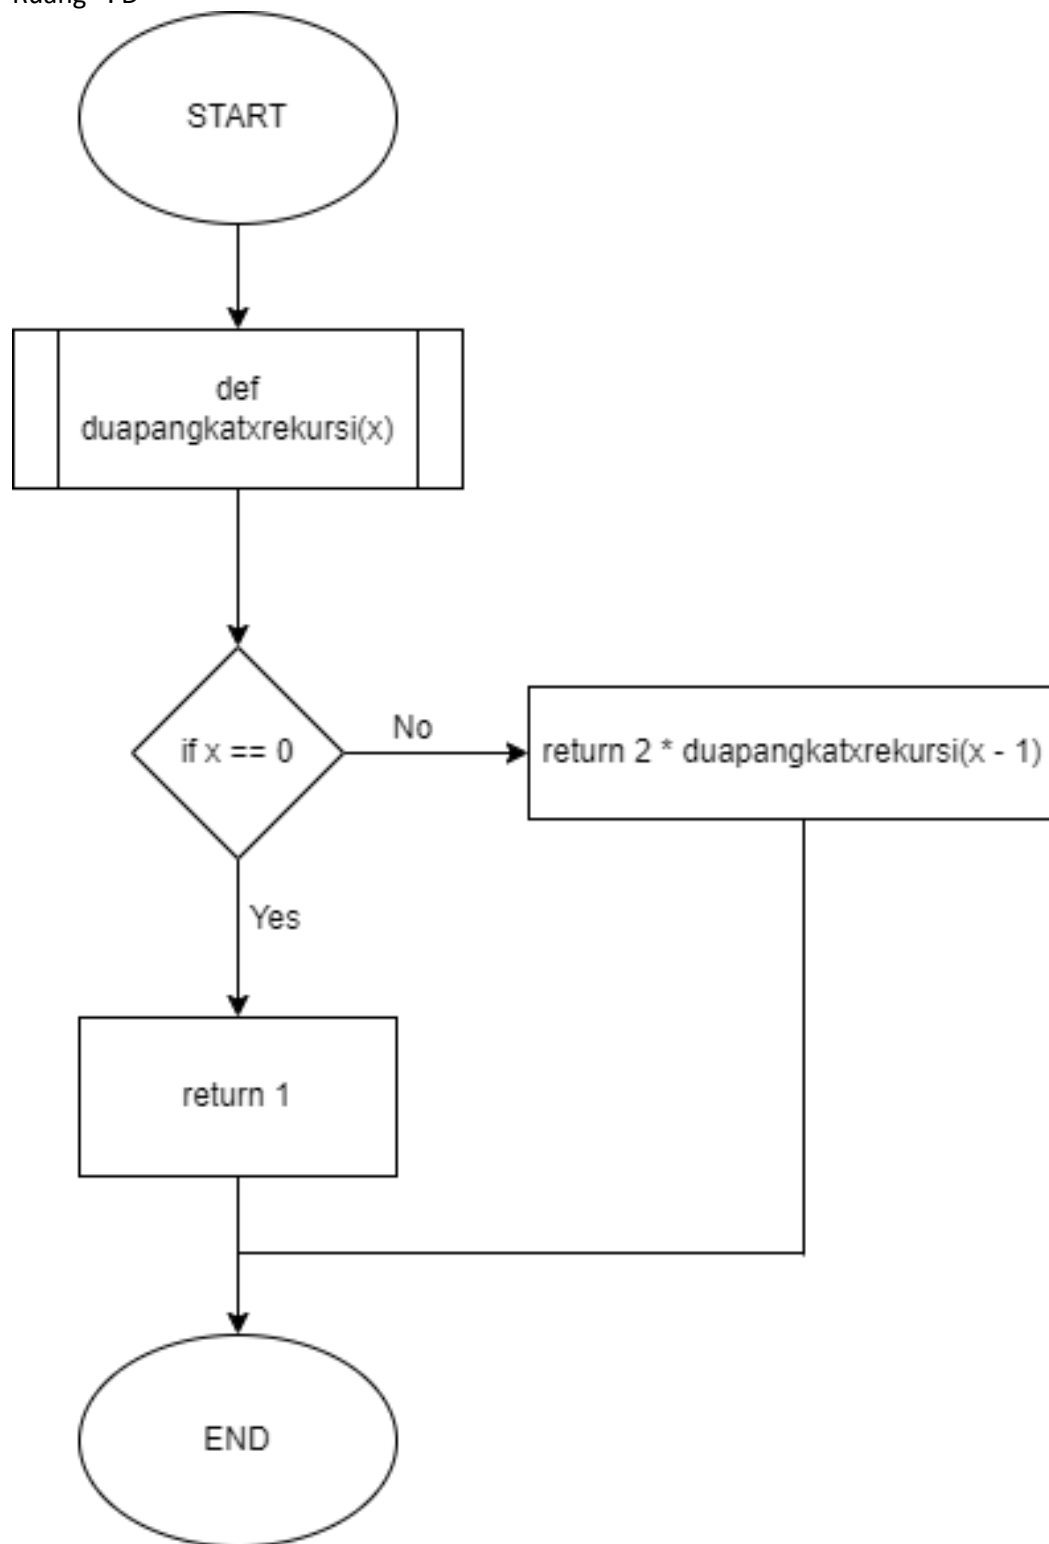 START
def
duapangkatxrekursi(x)
if x == 0
No
return 2 * duapangkatxrekursi(x - 1)
Yes
return 1
END